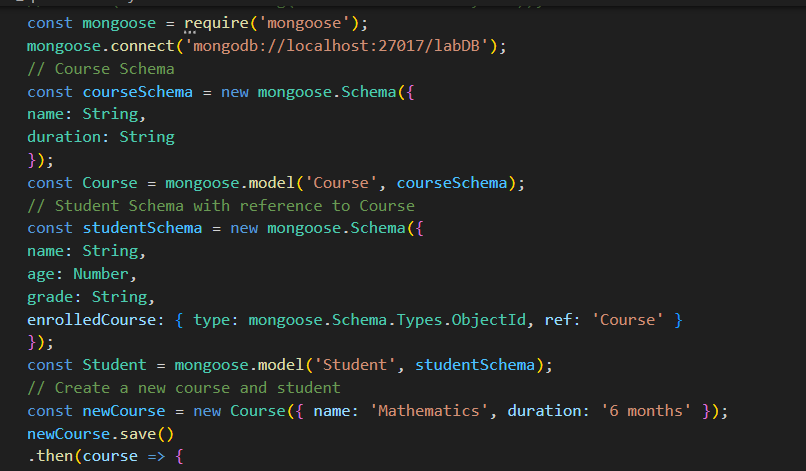 const mongoose = require('mongoose');
mongoose.connect('mongodb://localhost:27017/labDB');
// Course Schema
const courseSchema = new mongoose.Schema({
name: String,
duration: String
});
const Course = mongoose.model('Course', courseSchema);
// Student Schema with reference to Course
const studentSchema = new mongoose.Schema({
name: String,
age: Number,
grade: String,
enrolledCourse: { type: mongoose.Schema.Types.ObjectId, ref: 'Course' }
});
const Student = mongoose.model('Student', studentSchema);
// Create a new course and student
const newCourse = new Course({ name: 'Mathematics', duration: '6 months' });
newCourse.save()
.then(course => {